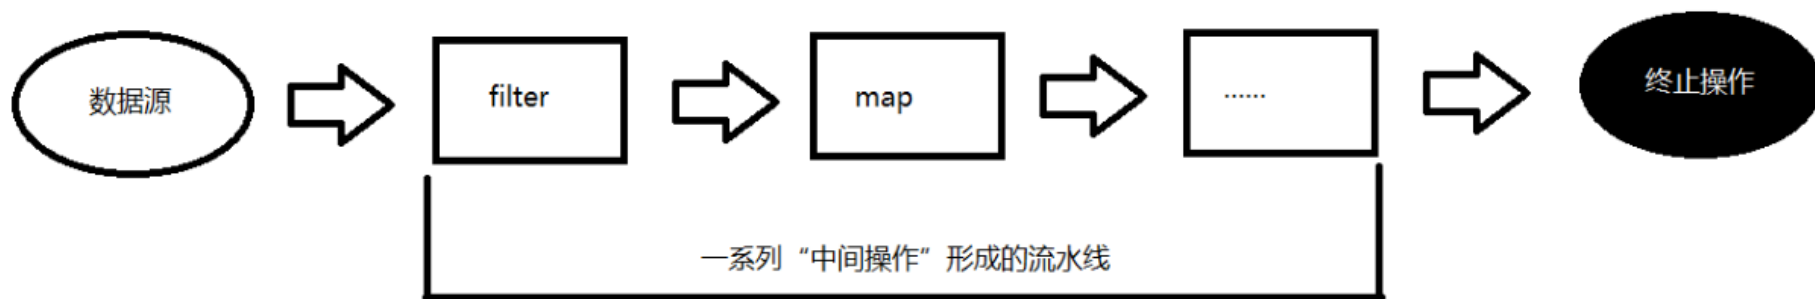 数据源
filter
map
......
终止操作
一系列“中间操作”形成的流水线